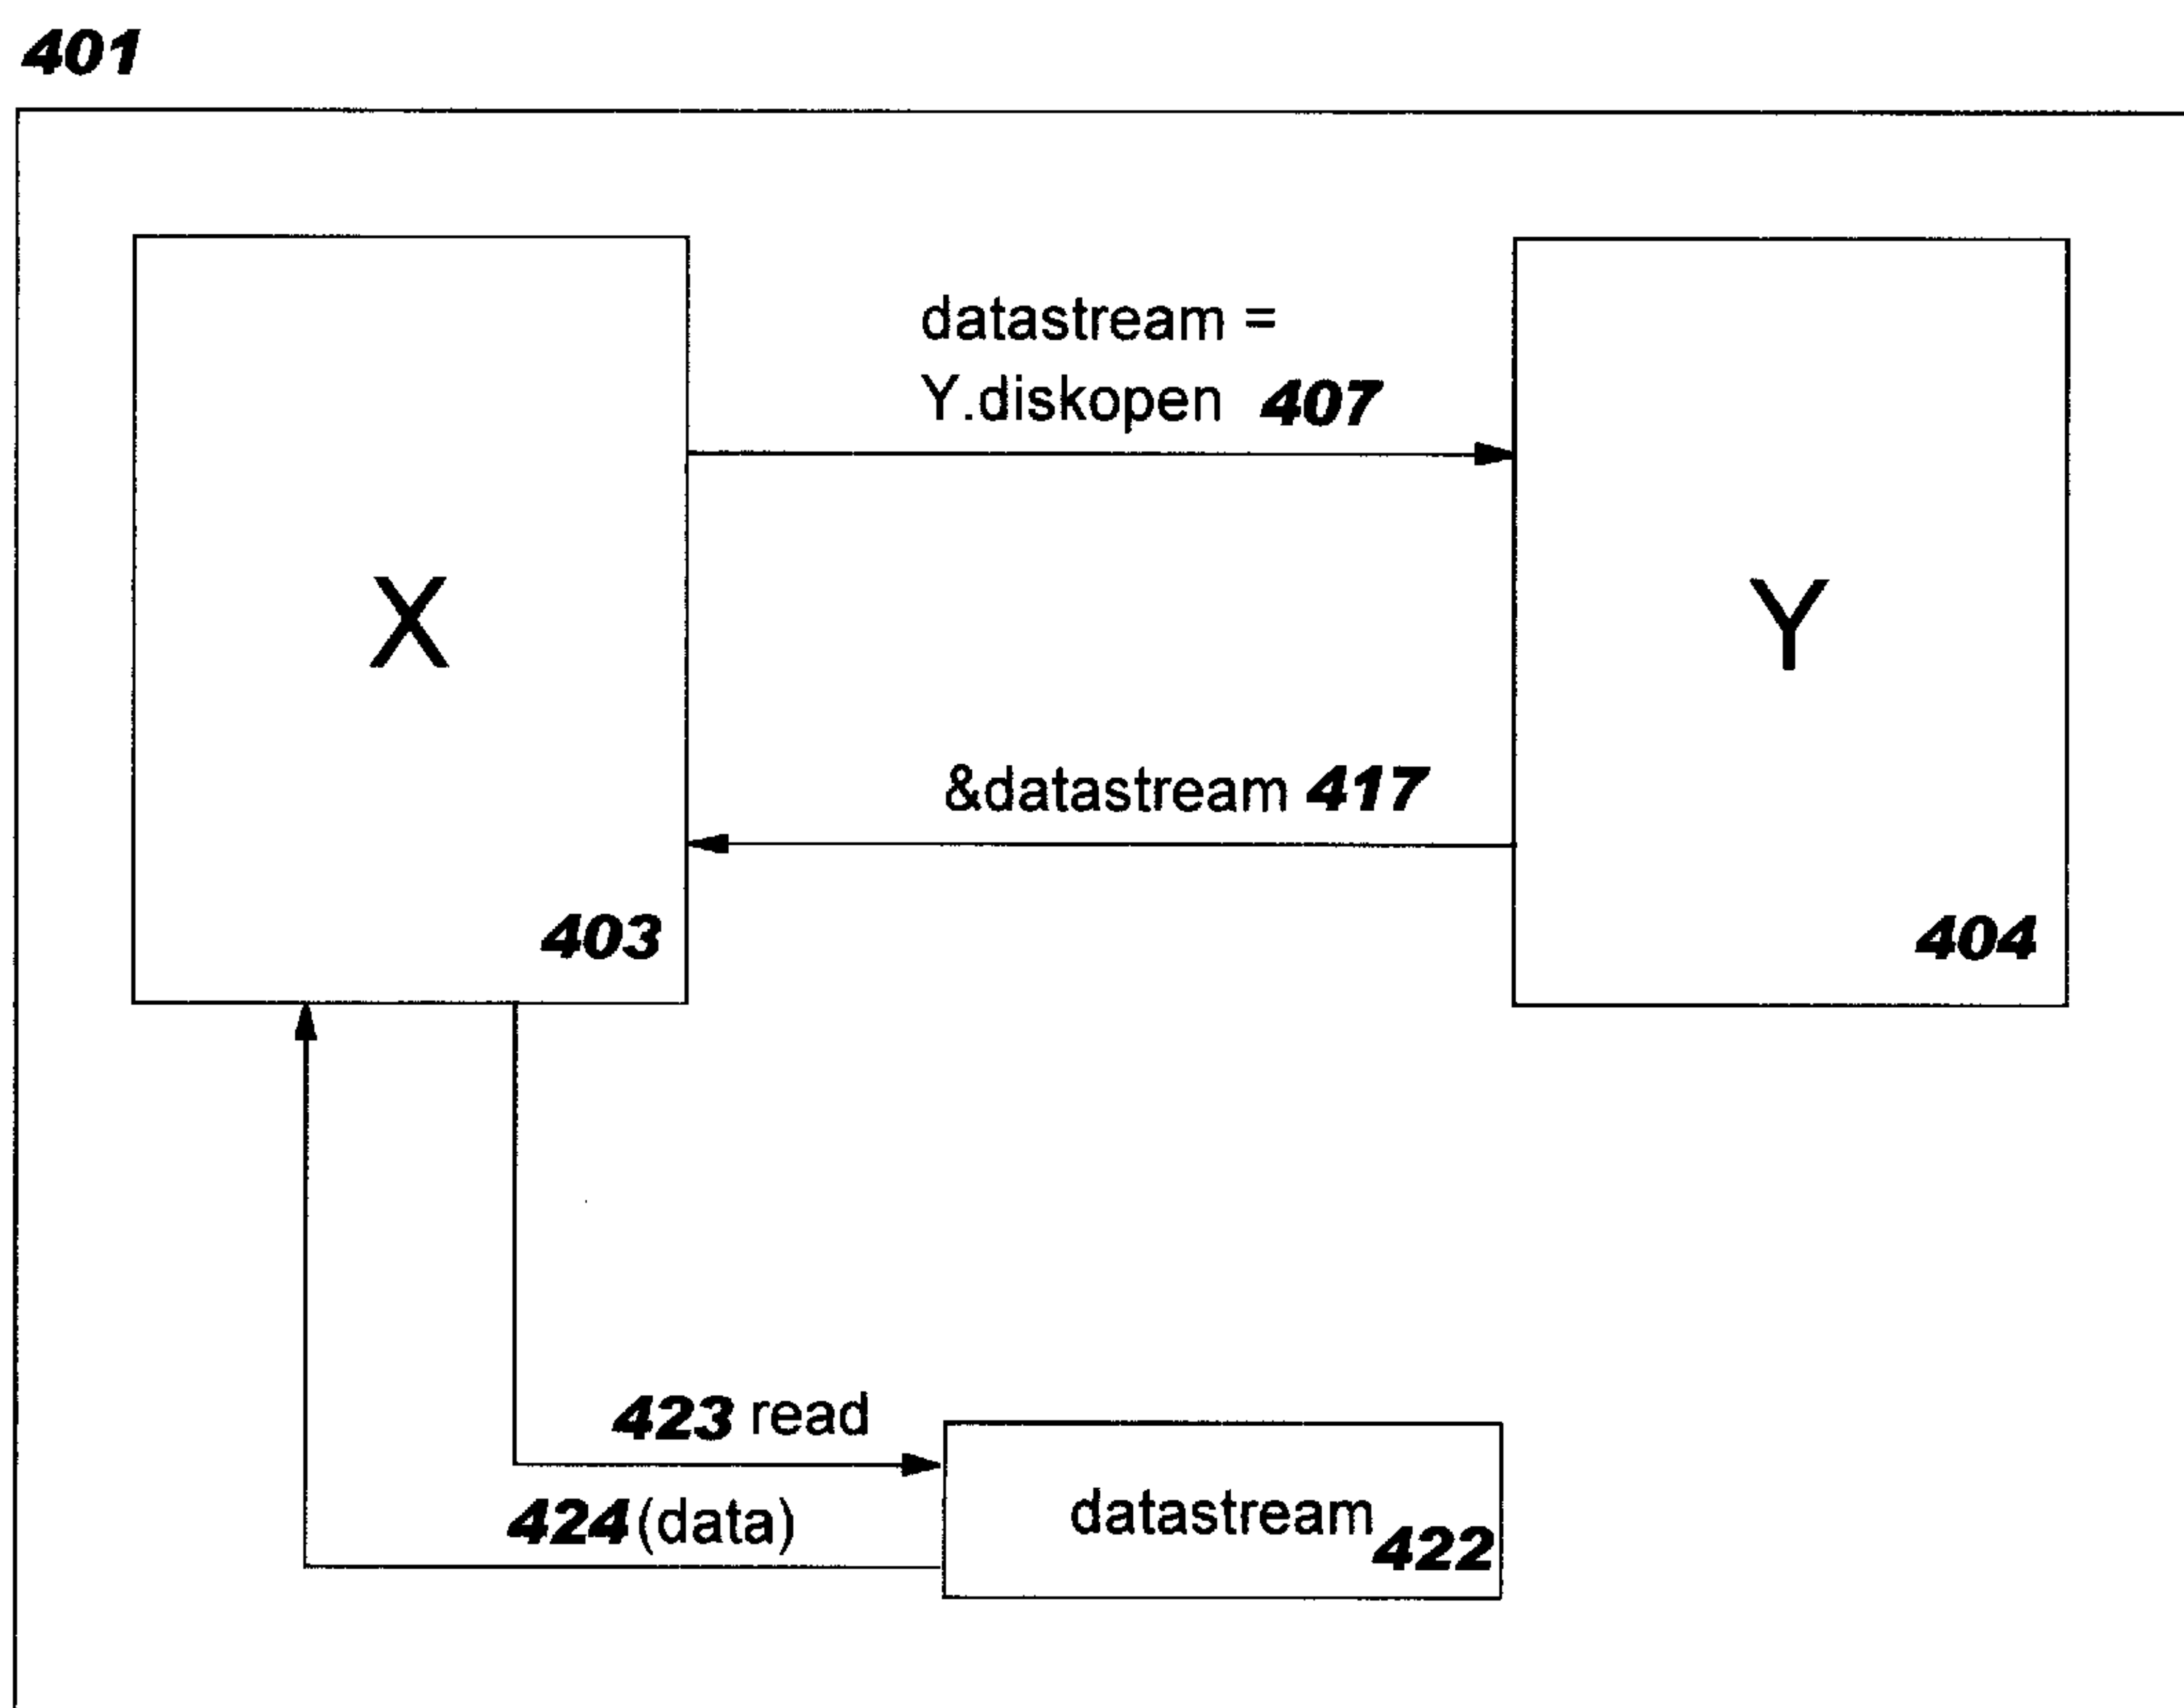 401
datastream =
Y.diskopen 407
X
Y
&datastream 417
403
404
423 read
424(data)
datastream
422